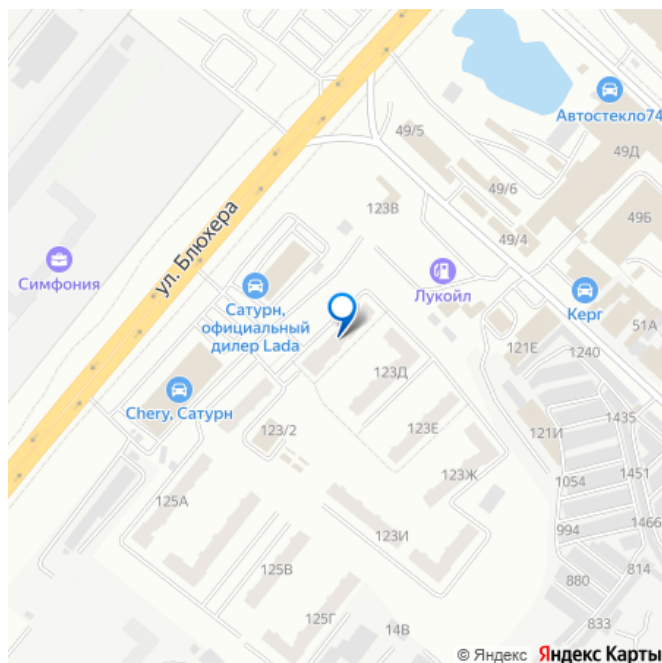 Автостекло74
49/5
49Д
49/6
123В
49Б
ул. Блюхера
49/4
Симфония
Лукойл
Сатурн,
официальный
дилер Lada
Керг
51А
121Е
1240
123Д
Chery, Сатурн
1435
123Е
123/2
121И
1451
123Ж
1054
125А
1466
994
123И
125В
814
880
125Г
14В
833
© Яндекс Яндекс Карты